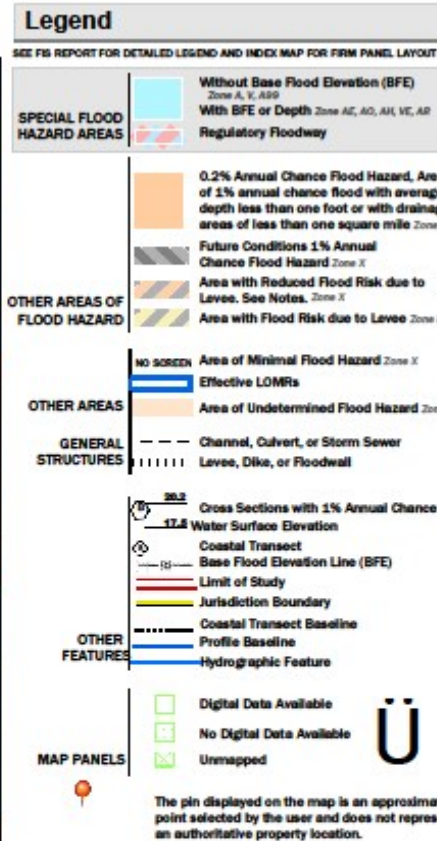 Legend
SEE FIS REPORT FOR DETAILED LEGEND AND INDEX MAP FOR FIRM PANEL LAYOUT
SPECIAL FLOOD
HAZARD AREAS
Without Base Flood Elevation (BFE)
Zone A, V, A99
With BFE or Depth Zone AE, AO, AH, VE, AR
Regulatory Floodway
OTHER AREAS OF
FLOOD HAZARD
0.2% Annual Chance Flood Hazard, Are
of 1% annual chance flood with averag
depth less than one foot or with drainag
areas of less than one square mile Zone
Future Conditions 1% Annual
Chance Flood Hazard Zone X
Area with Reduced Flood Risk due to
Levee. See Notes. Zone X
Area with Flood Risk due to Levee Zone
OTHER AREAS
NO SCREEN Area of Minimal Flood Hazard Zone X
Effective LOMRs
Area of Undetermined Flood Hazard Zon
GENERAL
STRUCTURES
Channel, Culvert, or Storm Sewer
Levee, Dike, or Floodwall
OTHER
FEATURES
20.2 Cross Sections with 1% Annual Chance
17.5 Water Surface Elevation
Coastal Transect
Base Flood Elevation Line (BFE)
Limit of Study
Jurisdiction Boundary
Coastal Transect Baseline
Profile Baseline
Hydrographic Feature
MAP PANELS
Digital Data Available
No Digital Data Available
Unmapped
Ü
The pin displayed on the map is an approxima
point selected by the user and does not repres
an authoritative property location.